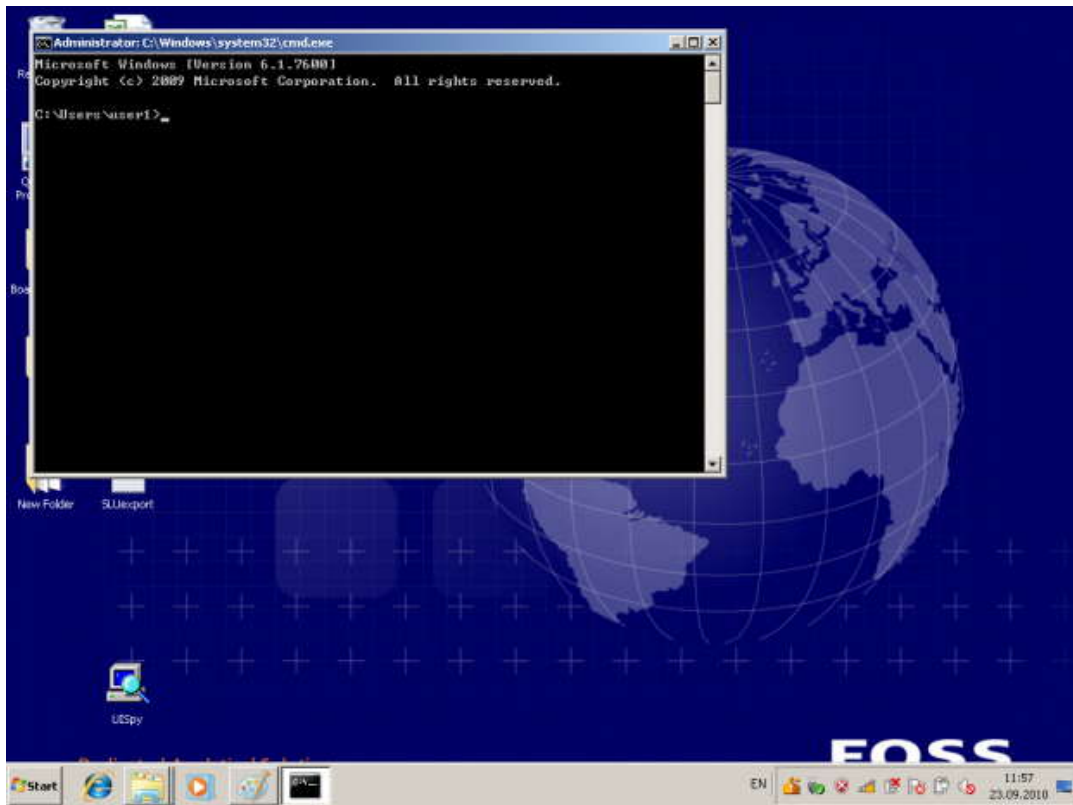 Administrator: C:\Windows\system32\cmd.exe
Microsoft Windows [Version 6.1.7600]
Copyright (c) 2009 Microsoft Corporation.  All rights reserved.
C:\Users\user1>_
New Folder
SLUexport
UISpy
FOSS
Start
EN
11:57
23.09.2010